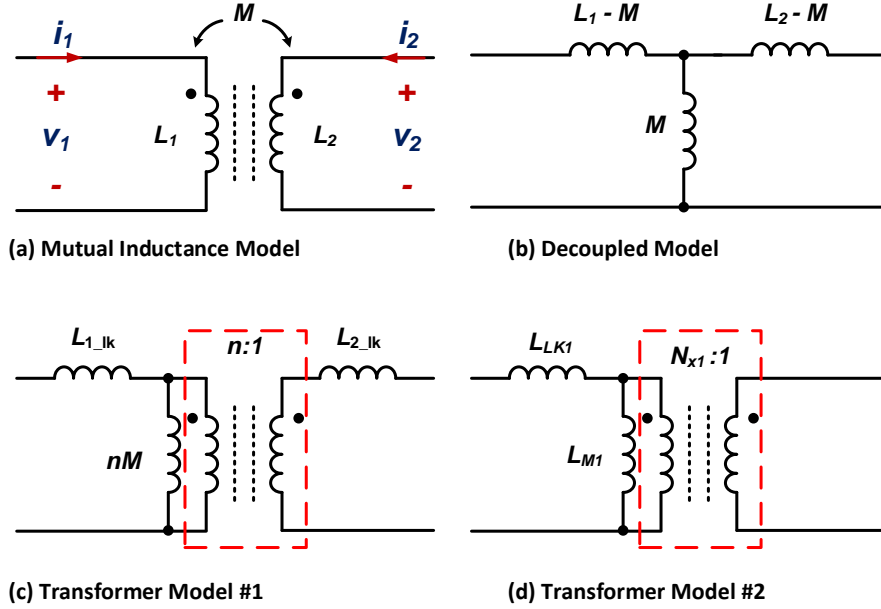 M
i1
i2
+
+
v1
L1
L2
v2
-
-
(a) Mutual Inductance Model
L1 - M
L2 - M
M
(b) Decoupled Model
L1_lk
n:1
L2_lk
nM
(c) Transformer Model #1
LLK1
Nx1:1
LM1
(d) Transformer Model #2